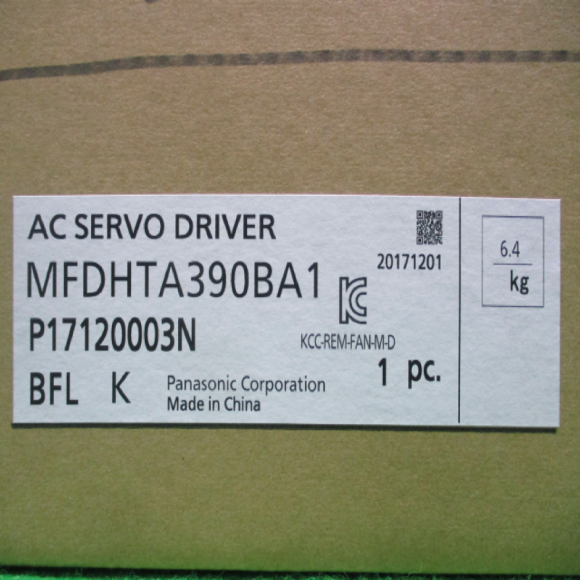 AC SERVO DRIVER
20171201
MFDHTA390BA1
P17120003N
KCC-REM-FAN-M-D
BFL K
1 pc.
Panasonic Corporation
Made in China
6.4
kg